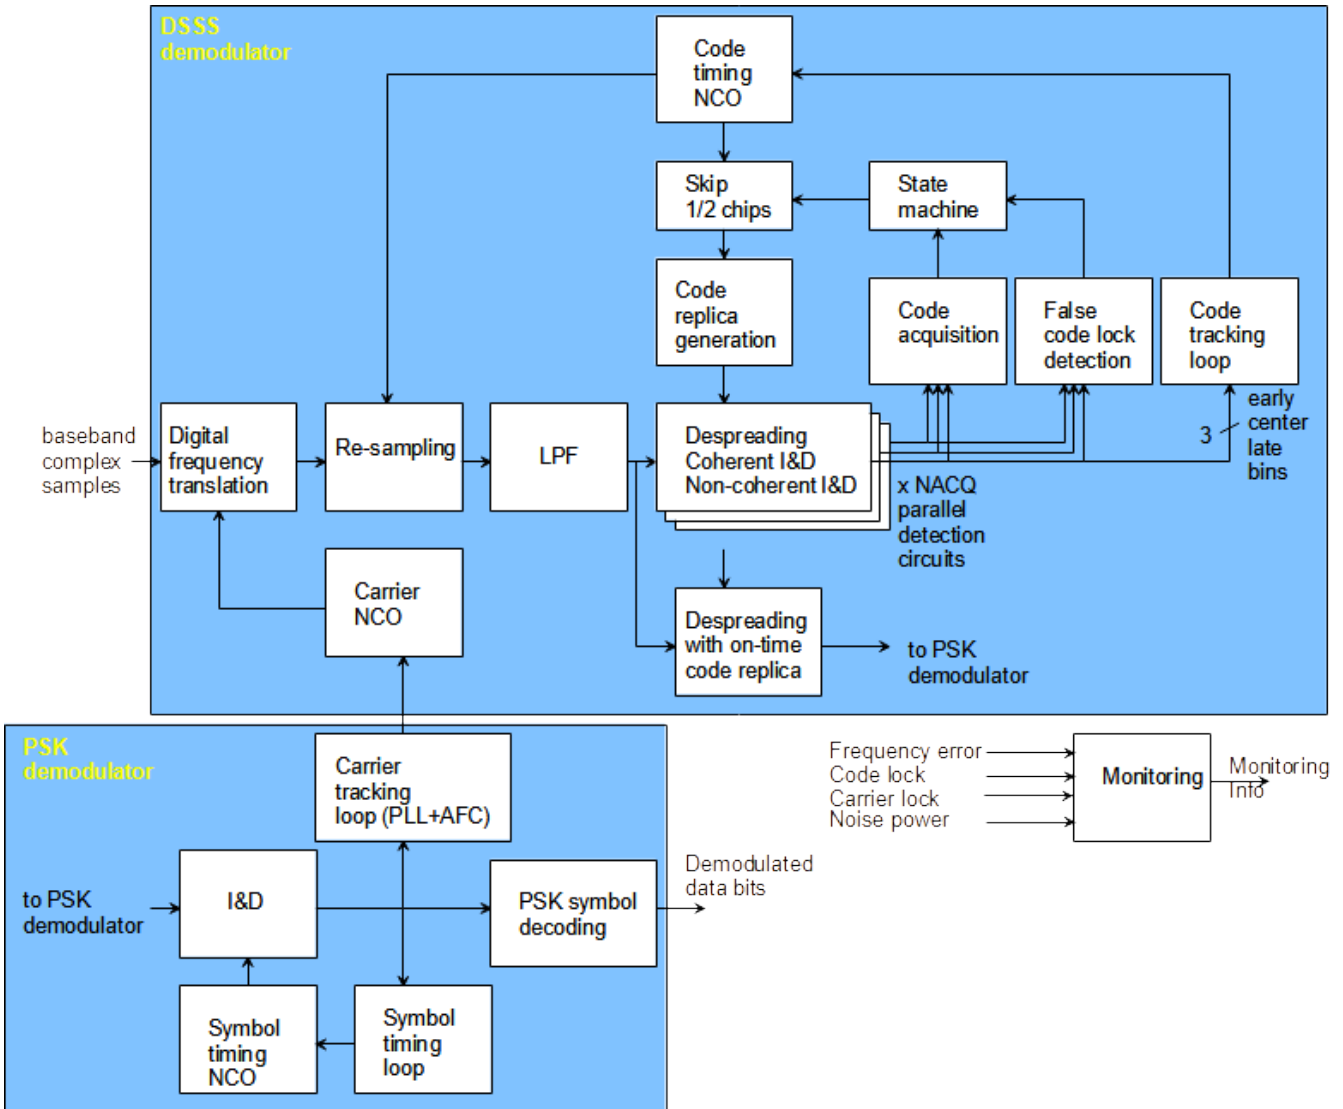 DSSS
demodulator
Code
timing
NCO
Skip
1/2 chips
State
machine
Code
replica
generation
Code
acquisition
False
code lock
detection
Code
tracking
loop
baseband
complex
samples
Digital
frequency
translation
Re-sampling
LPF
Despreading
Coherent I&D
Non-coherent I&D
3
early
center
late
bins
x NACQ
parallel
detection
circuits
Carrier
NCO
Despreading
with on-time
code replica
to PSK
demodulator
PSK
demodulator
Carrier
tracking
loop (PLL+AFC)
Frequency error
Code lock
Carrier lock
Noise power
Monitoring
Monitoring
Info
to PSK
demodulator
I&D
PSK symbol
decoding
Demodulated
data bits
Symbol
timing
NCO
Symbol
timing
loop